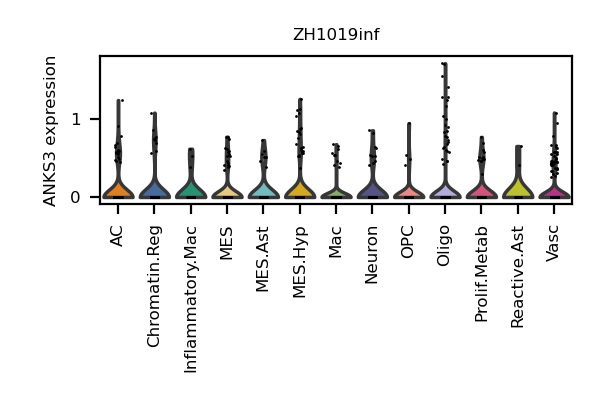 ZH1019inf
ANKS3 expression
1
0
AC
Chromatin.Reg
Inflammatory.Mac
MES
MES.Ast
MES.Hyp
Mac
Neuron
OPC
Oligo
Prolif.Metab
Reactive.Ast
Vasc